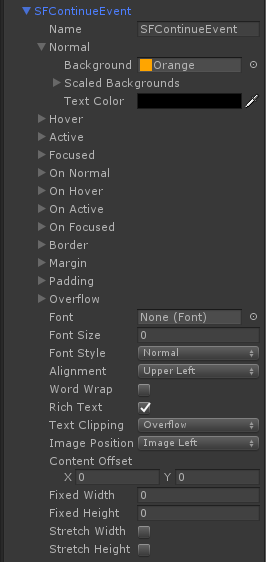 SFContinueEvent
Name SFContinueEvent
Normal
Background Orange
Scaled Backgrounds
Text Color
Hover
Active
Focused
On Normal
On Hover
On Active
On Focused
Border
Margin
Padding
Overflow
Font None (Font)
Font Size 0
Font Style Normal
Alignment Upper Left
Word Wrap
Rich Text
Text Clipping Overflow
Image Position Image Left
Content Offset
X 0 Y 0
Fixed Width 0
Fixed Height 0
Stretch Width
Stretch Height